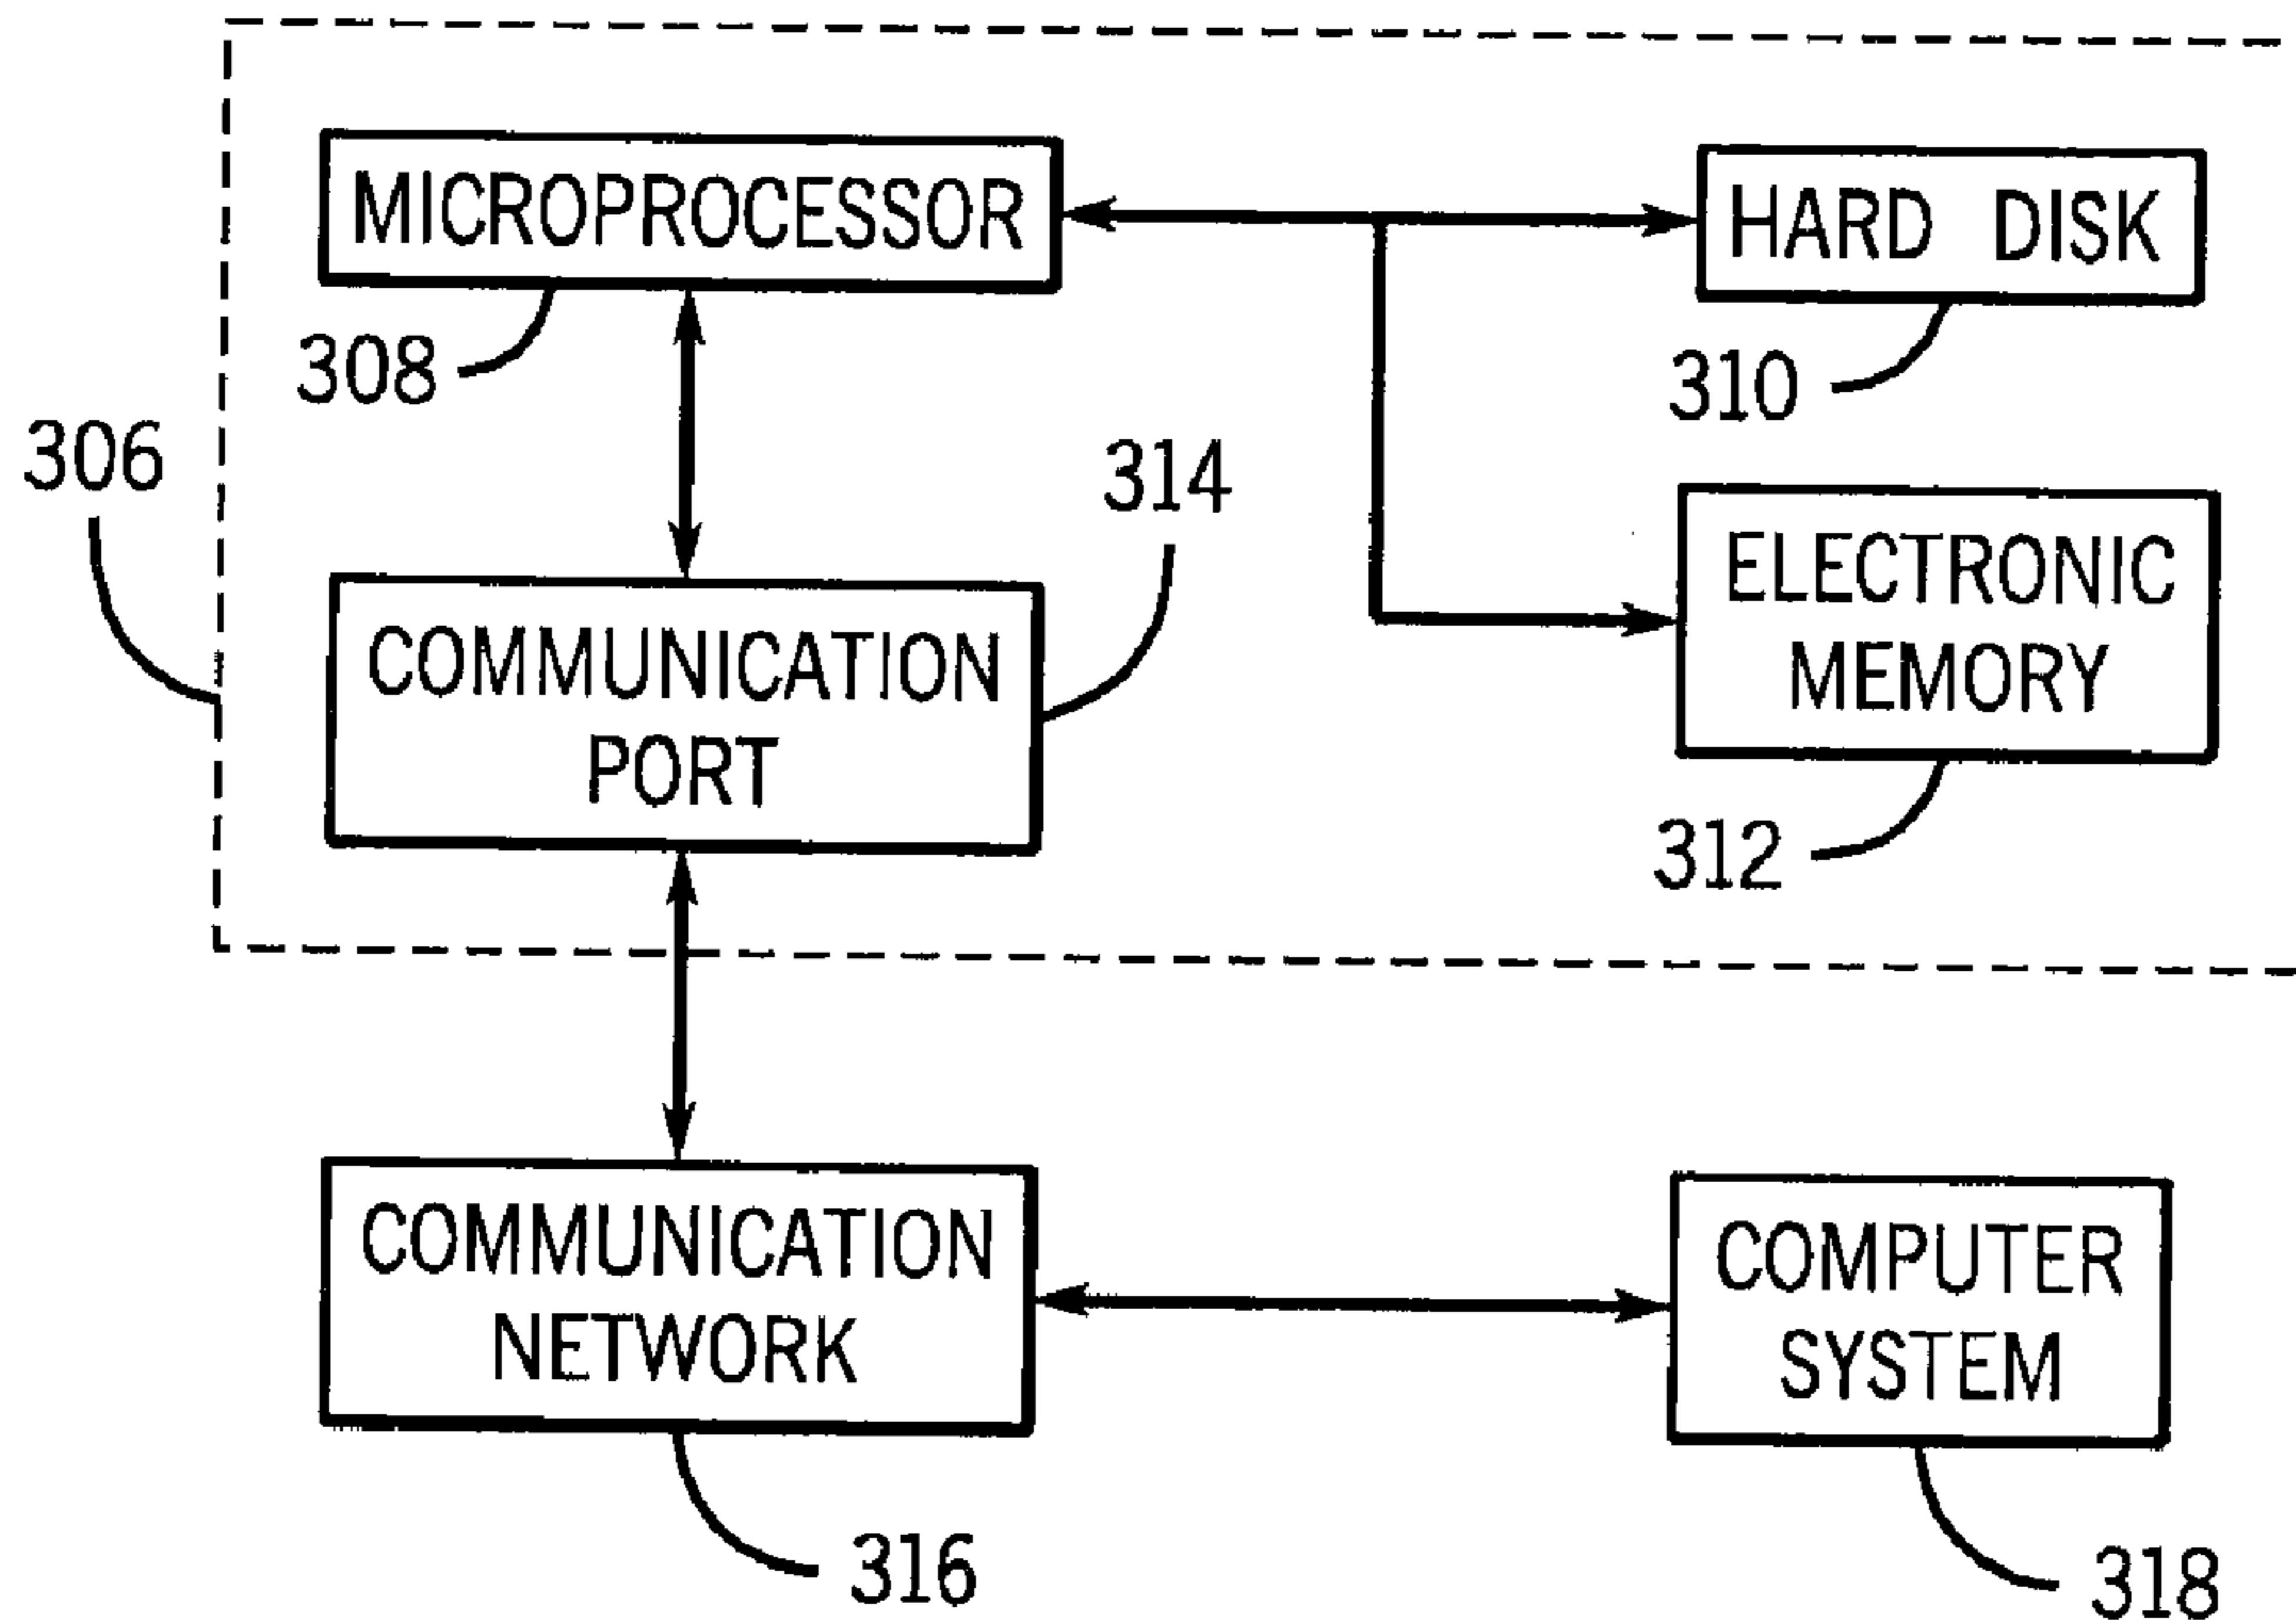 MICROPROCESSOR
HARD DISK
308
310
306
314
ELECTRONIC
MEMORY
COMMUNICATION
PORT
312
COMMUNICATION
NETWORK
COMPUTER
SYSTEM
316
318